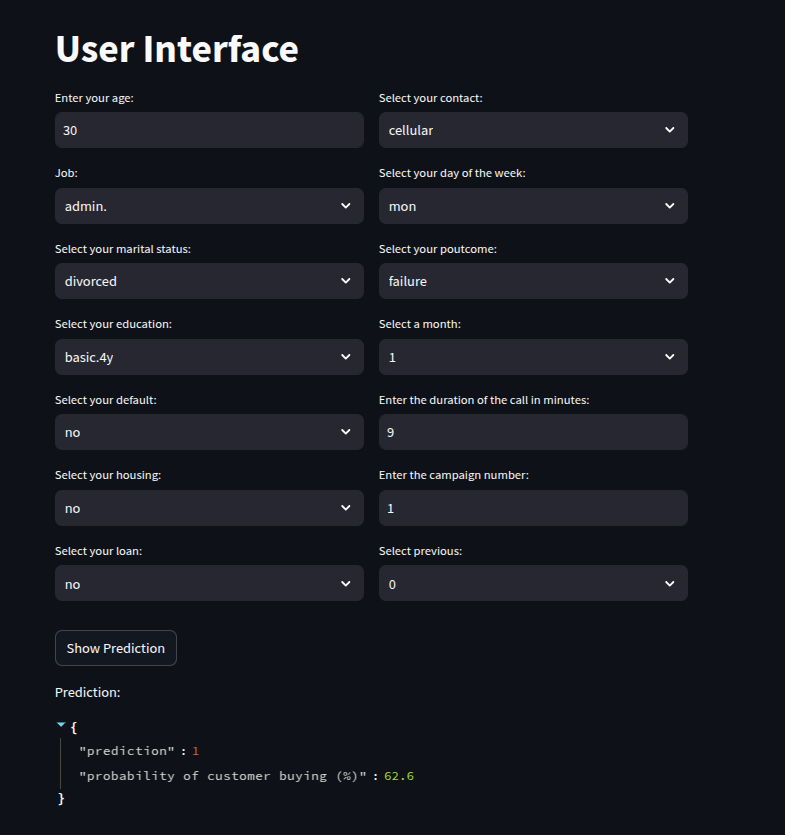 User Interface
Enter your age:
30
Job:
admin.
Select your marital status:
divorced
Select your education:
basic.4y
Select your default:
no
Select your housing:
no
Select your loan:
no
Select your contact:
cellular
Select your day of the week:
mon
Select your poutcome:
failure
Select a month:
1
Enter the duration of the call in minutes:
9
Enter the campaign number:
1
Select previous:
0
Show Prediction
Prediction:
{
"prediction" : 1
"probability of customer buying (%)" : 62.6
}